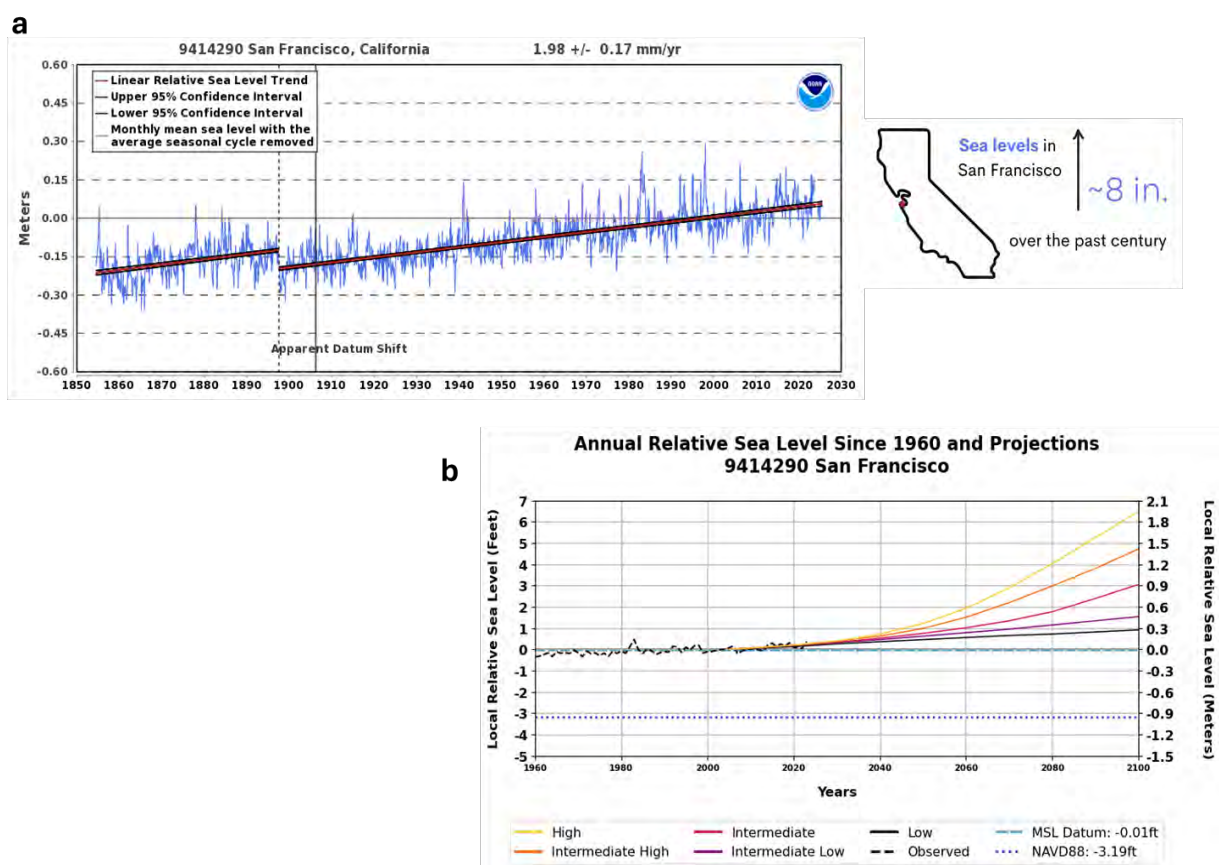 a
9414290 San Francisco, California 1.98 +/- 0.17 mm/yr
0.60
0.45
0.30
0.15
0.00
-0.15
-0.30
-0.45
-0.60
Meters
Linear Relative Sea Level Trend
Upper 95% Confidence Interval
Lower 95% Confidence Interval
Monthly mean sea level with the
average seasonal cycle removed
NOAA
Apparent Datum Shift
1850 1860 1870 1880 1890 1900 1910 1920 1930 1940 1950 1960 1970 1980 1990 2000 2010 2020 2030
Sea levels in
San Francisco
~8 in.
over the past century
b
Annual Relative Sea Level Since 1960 and Projections
9414290 San Francisco
Local Relative Sea Level (Feet)
7
6
5
4
3
2
1
0
-1
-2
-3
-4
-5
2.1
1.8
1.5
1.2
0.9
0.6
0.3
0.0
-0.3
-0.6
-0.9
-1.2
-1.5
Local Relative Sea Level (Meters)
1960 1980 2000 2020 2040 2060 2080 2100
Years
High Intermediate Low MSL Datum: -0.01ft
Intermediate High Intermediate Low Observed NAVD88: -3.19ft